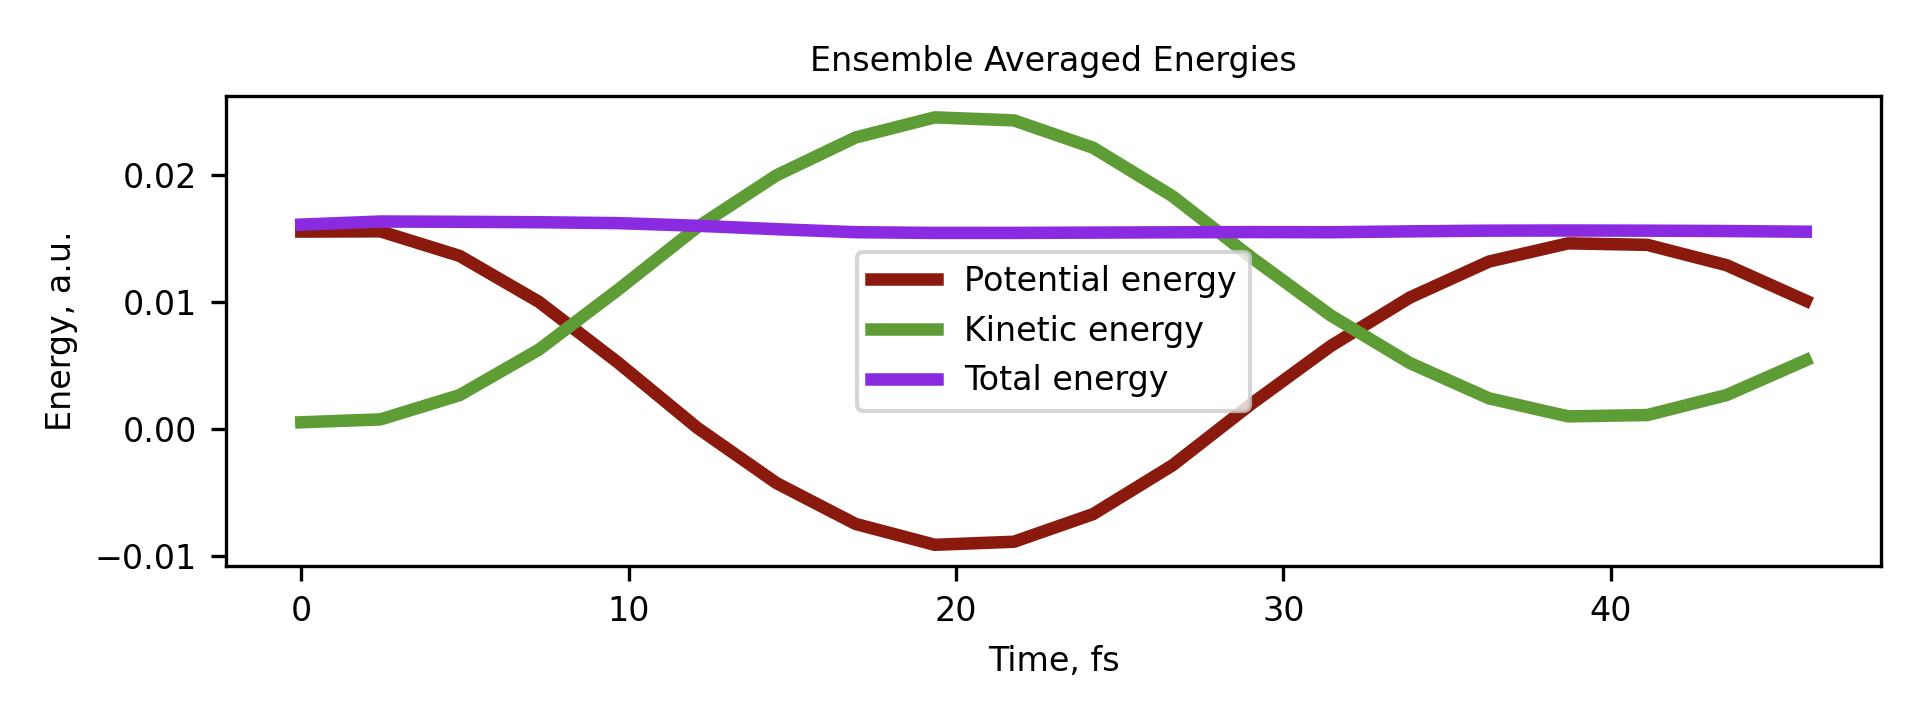 Ensemble Averaged Energies
Energy, a.u.
0.02
0.01
0.00
−0.01
Potential energy
Kinetic energy
Total energy
0 10 20 30 40
Time, fs